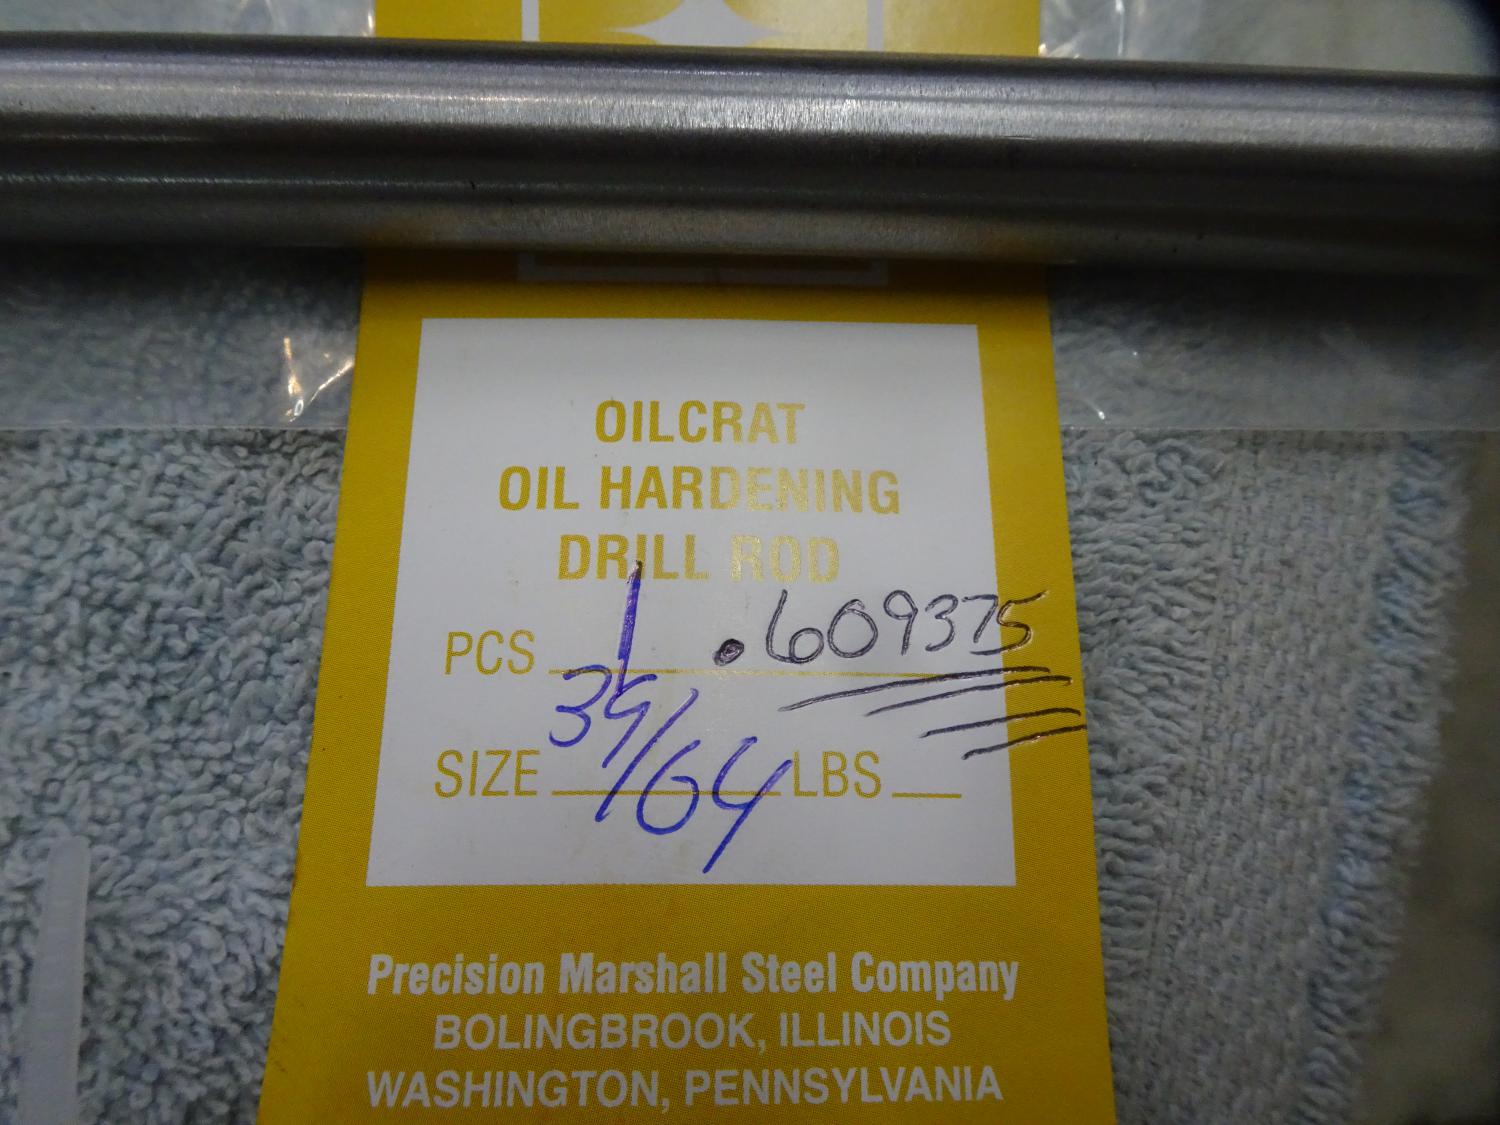 OILCRAT
OIL HARDENING
DRILL ROD
PCS 1 .609375
SIZE 39/64 LBS
Precision Marshall Steel Company
BOLINGBROOK, ILLINOIS
WASHINGTON, PENNSYLVANIA